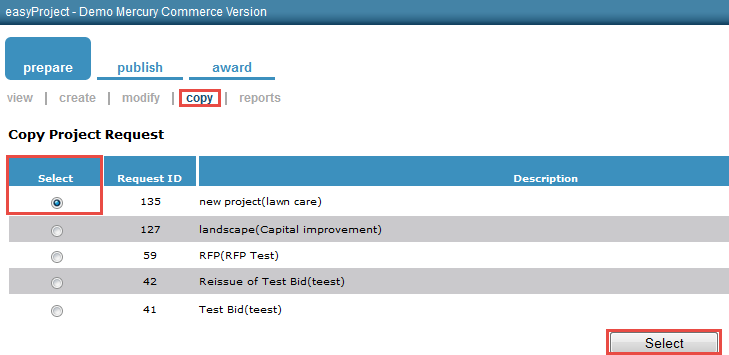 easyProject - Demo Mercury Commerce Version
prepare publish award
view | create | modify | copy | reports
Copy Project Request
Select Request ID Description
135 new project(lawn care)
127 landscape(Capital improvement)
59 RFP(RFP Test)
42 Reissue of Test Bid(teest)
41 Test Bid(teest)
Select